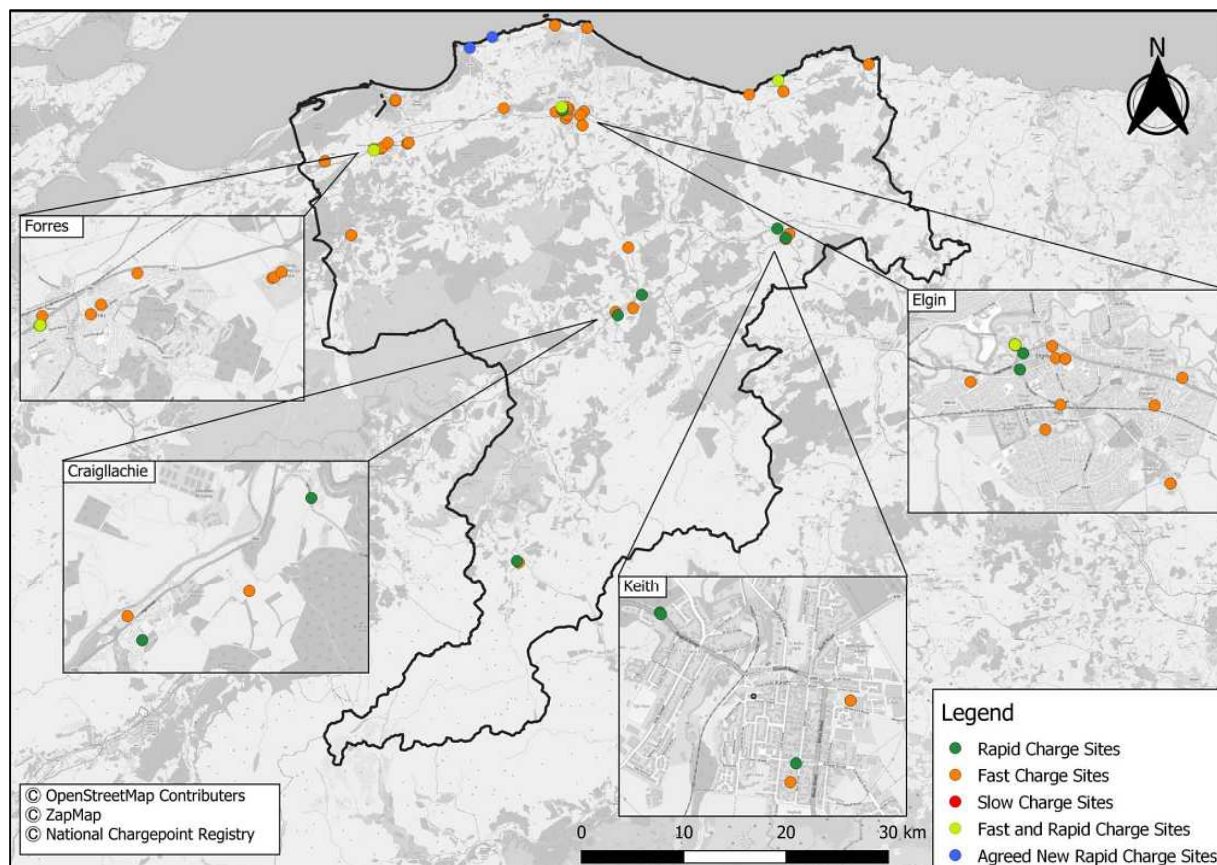 N
Forres
Elgin
Craigllachie
Keith
Keith
Legend
Rapid Charge Sites
Fast Charge Sites
Slow Charge Sites
Fast and Rapid Charge Sites
Agreed New Rapid Charge Sites
© OpenStreetMap Contributers
© ZapMap
© National Chargepoint Registry
0 10 20 30 km